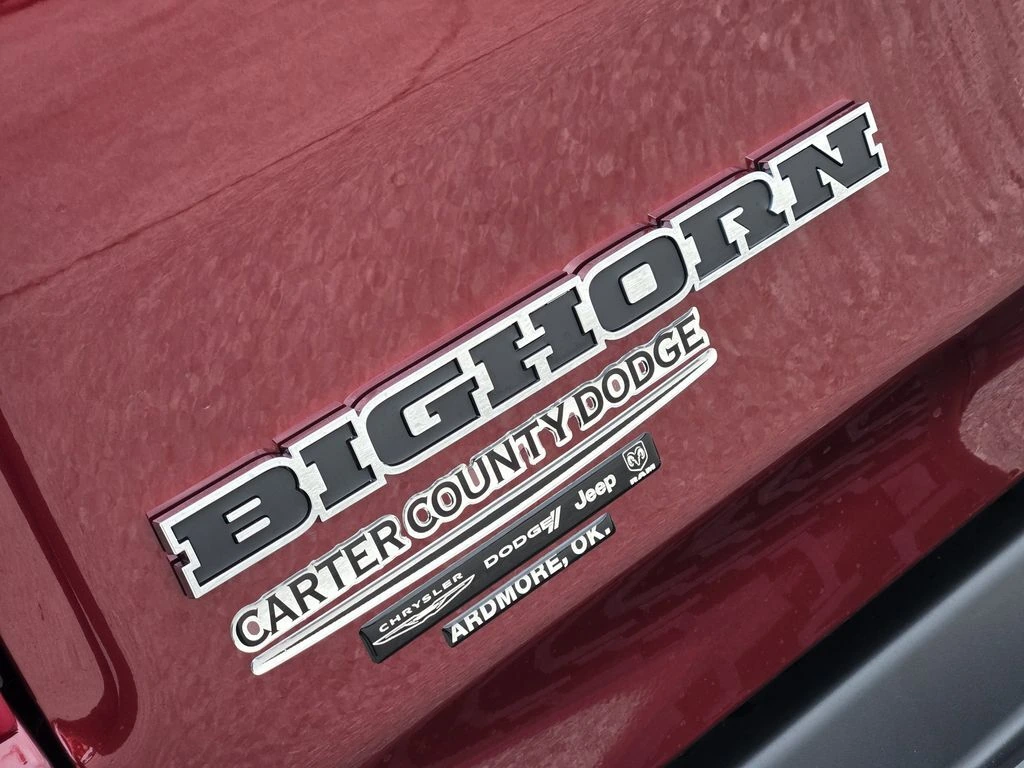 BIGHORN
CARTER COUNTY DODGE
CHRYSLER DODGE Jeep RAM
ARDMORE, OK.